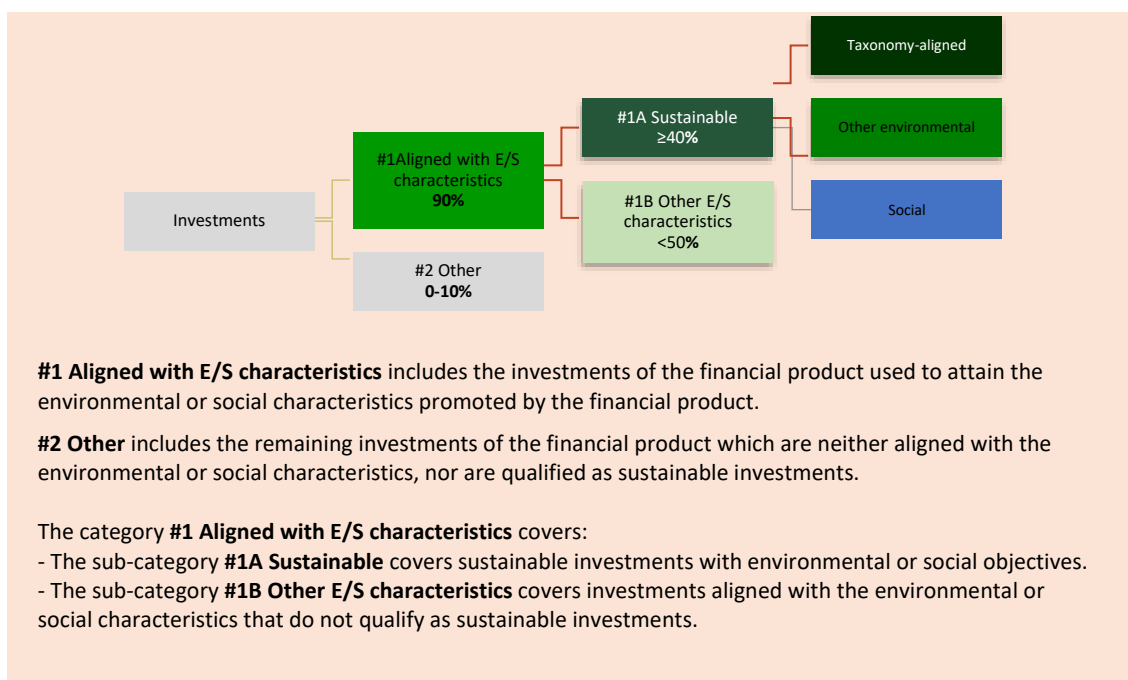 Taxonomy-aligned
#1A Sustainable
≥40%
Other environmental
#1Aligned with E/S
characteristics
90%
#1B Other E/S
characteristics
<50%
Social
Investments
#2 Other
0-10%
#1 Aligned with E/S characteristics includes the investments of the financial product used to attain the
environmental or social characteristics promoted by the financial product.
#2 Other includes the remaining investments of the financial product which are neither aligned with the
environmental or social characteristics, nor are qualified as sustainable investments.
The category #1 Aligned with E/S characteristics covers:
- The sub-category #1A Sustainable covers sustainable investments with environmental or social objectives.
- The sub-category #1B Other E/S characteristics covers investments aligned with the environmental or
social characteristics that do not qualify as sustainable investments.